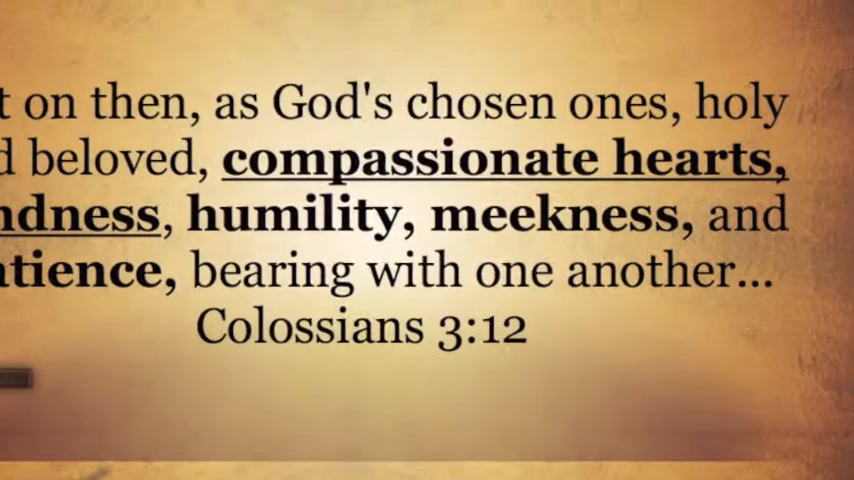 t on then, as God's chosen ones, holy
d beloved, compassionate hearts,
ndness, humility, meekness, and
tience, bearing with one another...
Colossians 3:12